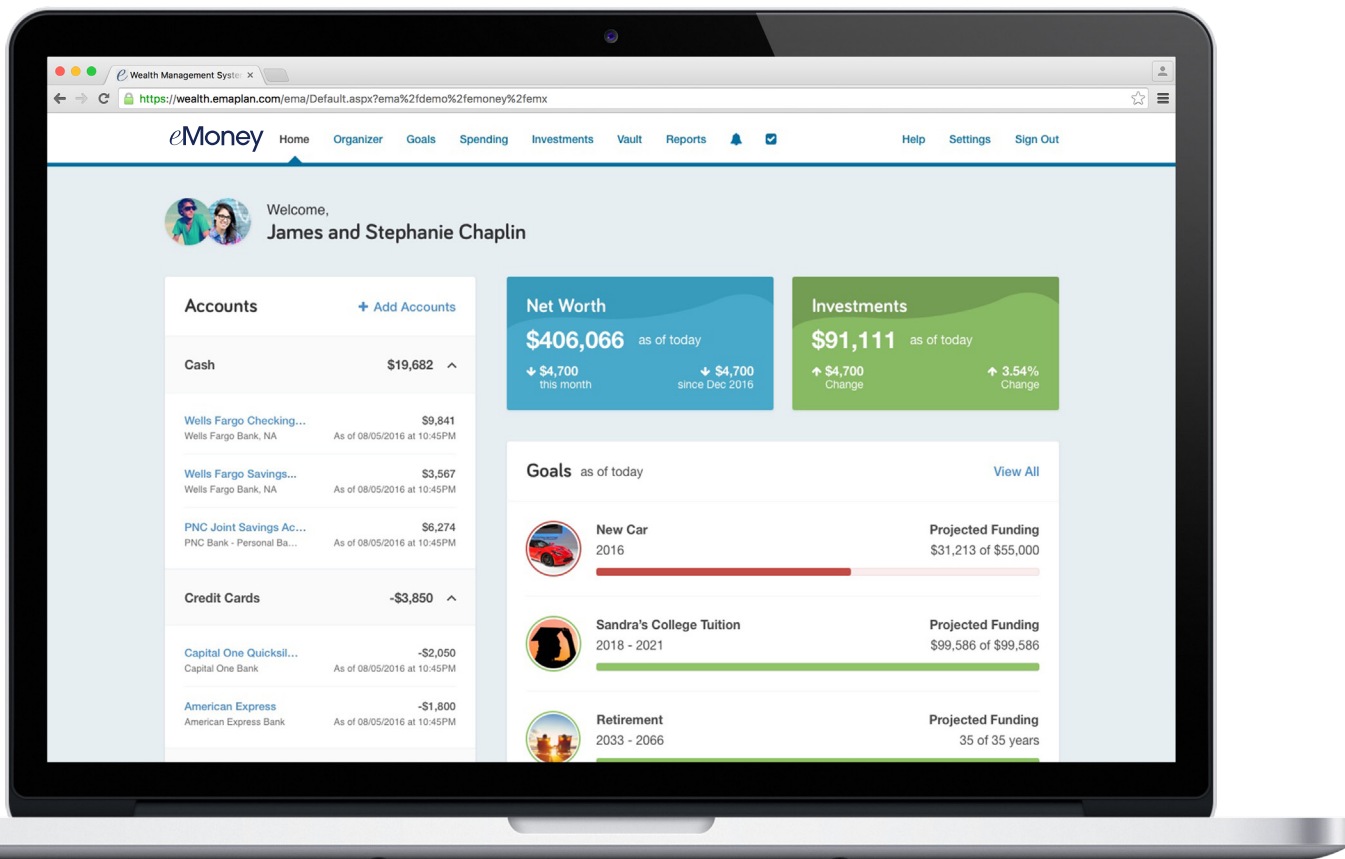 Wealth Management Syste
https://wealth.emaplan.com/ema/Default.aspx?ema%2fdemo%2femoney%2femx
eMoney Home Organizer Goals Spending Investments Vault Reports Help Settings Sign Out
Welcome,
James and Stephanie Chaplin
Accounts + Add Accounts
Cash $19,682
Wells Fargo Checking... $9,841
Wells Fargo Bank, NA As of 08/05/2016 at 10:45PM
Wells Fargo Savings... $3,567
Wells Fargo Bank, NA As of 08/05/2016 at 10:45PM
PNC Joint Savings Ac... $6,274
PNC Bank - Personal Ba... As of 08/05/2016 at 10:45PM
Credit Cards -$3,850
Capital One Quicksil... -$2,050
Capital One Bank As of 08/05/2016 at 10:45PM
American Express -$1,800
American Express Bank As of 08/05/2016 at 10:45PM
Net Worth
$406,066 as of today
$4,700 $4,700
this month since Dec 2016
Investments
$91,111 as of today
$4,700 3.54%
Change Change
Goals as of today View All
New Car Projected Funding
2016 $31,213 of $55,000
Sandra's College Tuition Projected Funding
2018 - 2021 $99,586 of $99,586
Retirement Projected Funding
2033 - 2066 35 of 35 years